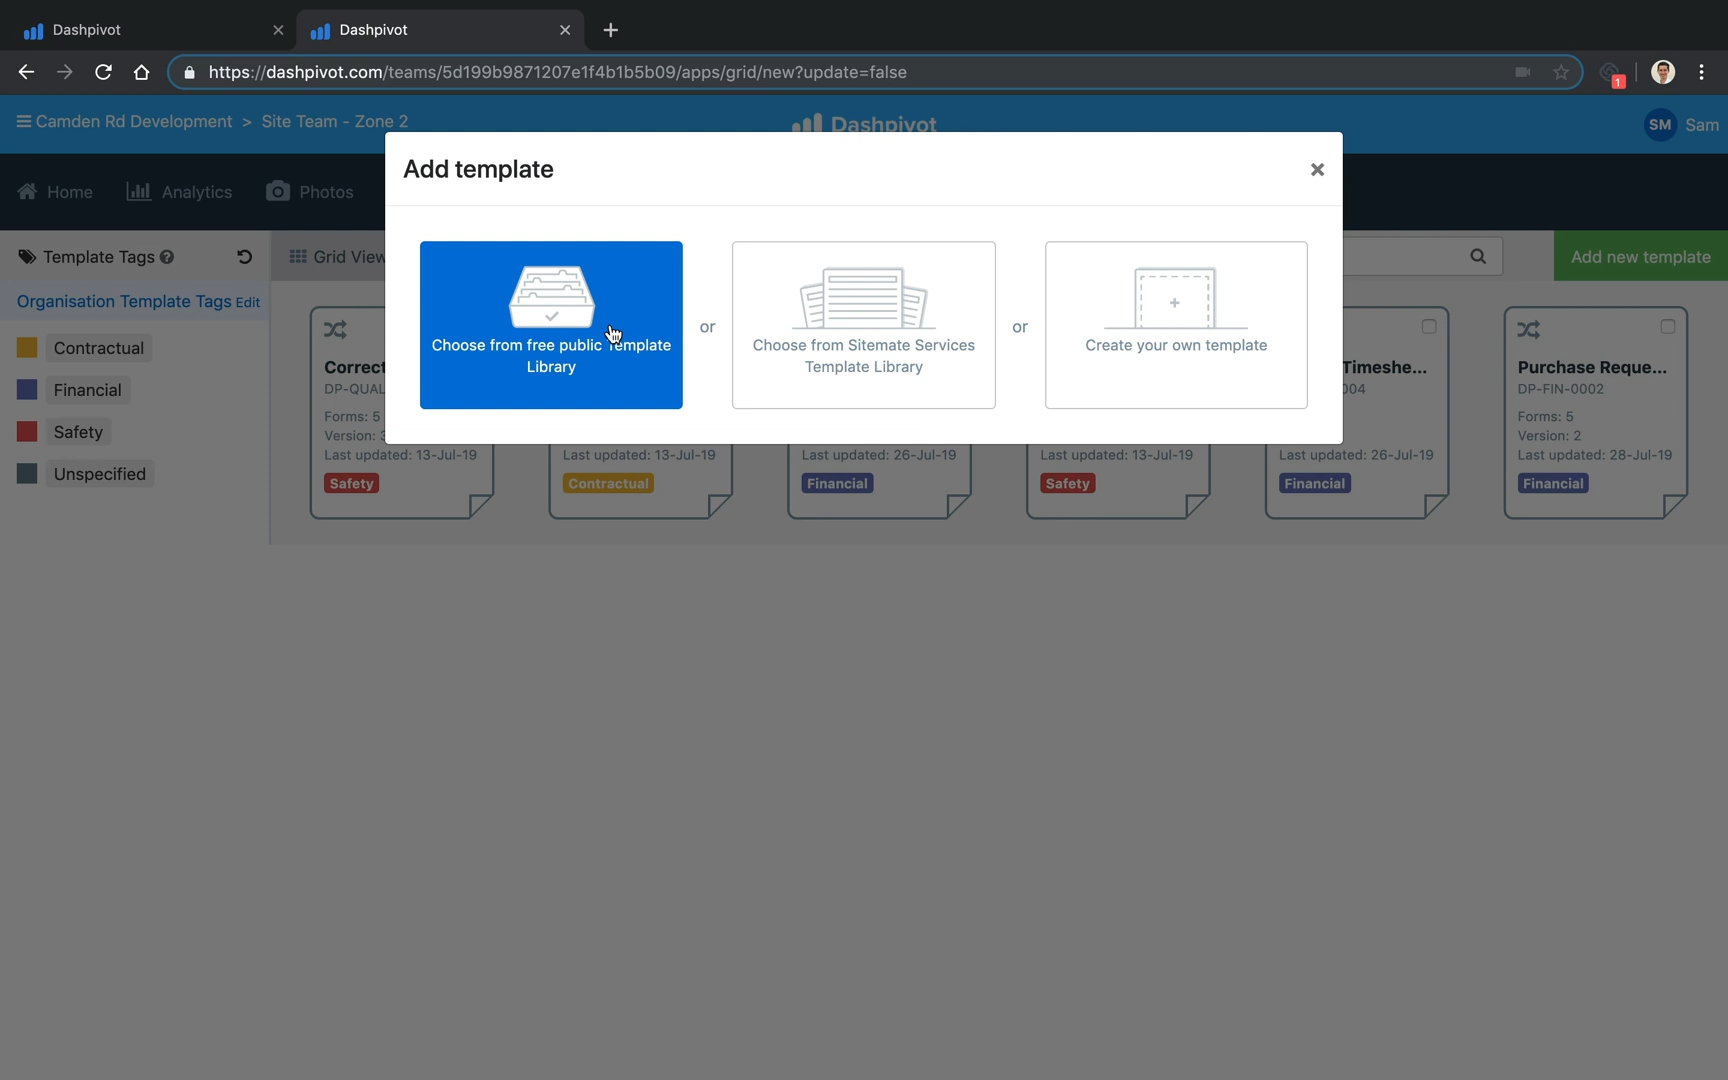 Dashpivot
Dashpivot
https://dashpivot.com/teams/5d199b9871207e1f4b1b5b09/apps/grid/new?update=false
1
Camden Rd Development > Site Team - Zone 2
Dashpivot
SM Sam
Home
Analytics
Photos
Add template
×
Template Tags ?
Grid View
Add new template
Organisation Template Tags Edit
Contractual
Financial
Safety
Unspecified
Choose from free public Template
Library
or
Choose from Sitemate Services
Template Library
or
Create your own template
Correct
DP-QUAL
Forms: 5
Version: 3
Last updated: 13-Jul-19
Safety
Last updated: 13-Jul-19
Contractual
Last updated: 26-Jul-19
Financial
Last updated: 13-Jul-19
Safety
Timeshe...
004
Last updated: 26-Jul-19
Financial
Purchase Reque...
DP-FIN-0002
Forms: 5
Version: 2
Last updated: 28-Jul-19
Financial